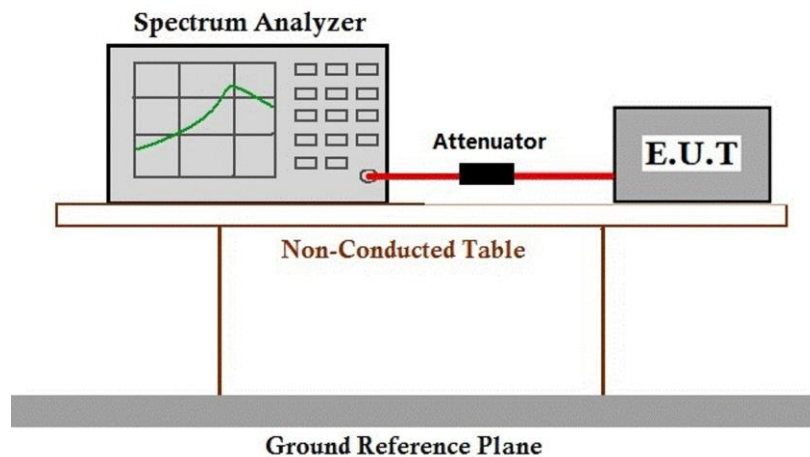 Spectrum Analyzer
Attenuator
E.U.T
Non-Conducted Table
Ground Reference Plane